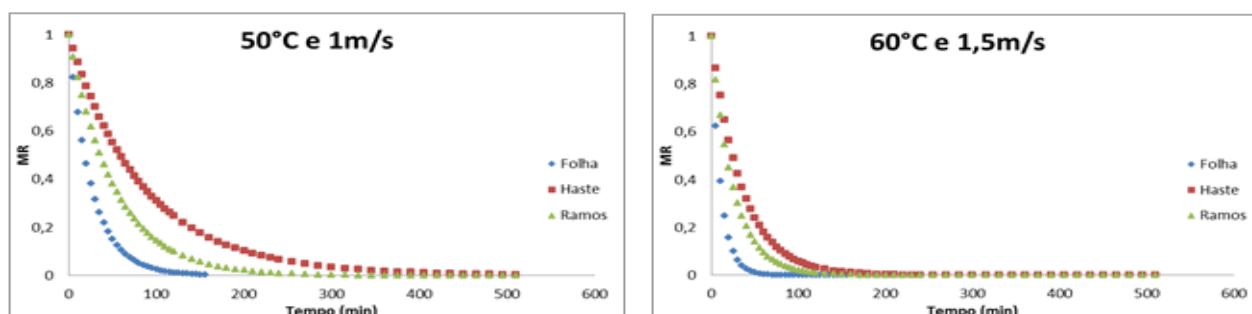 50°C e 1m/s
1
0,8
0,6
0,4
0,2
0
MR
0 100 200 300 400 500 600
Tempo (min)
Folha
Haste
Ramos
60°C e 1,5m/s
1
0,8
0,6
0,4
0,2
0
MR
0 100 200 300 400 500 600
Tempo (min)
Folha
Haste
Ramos